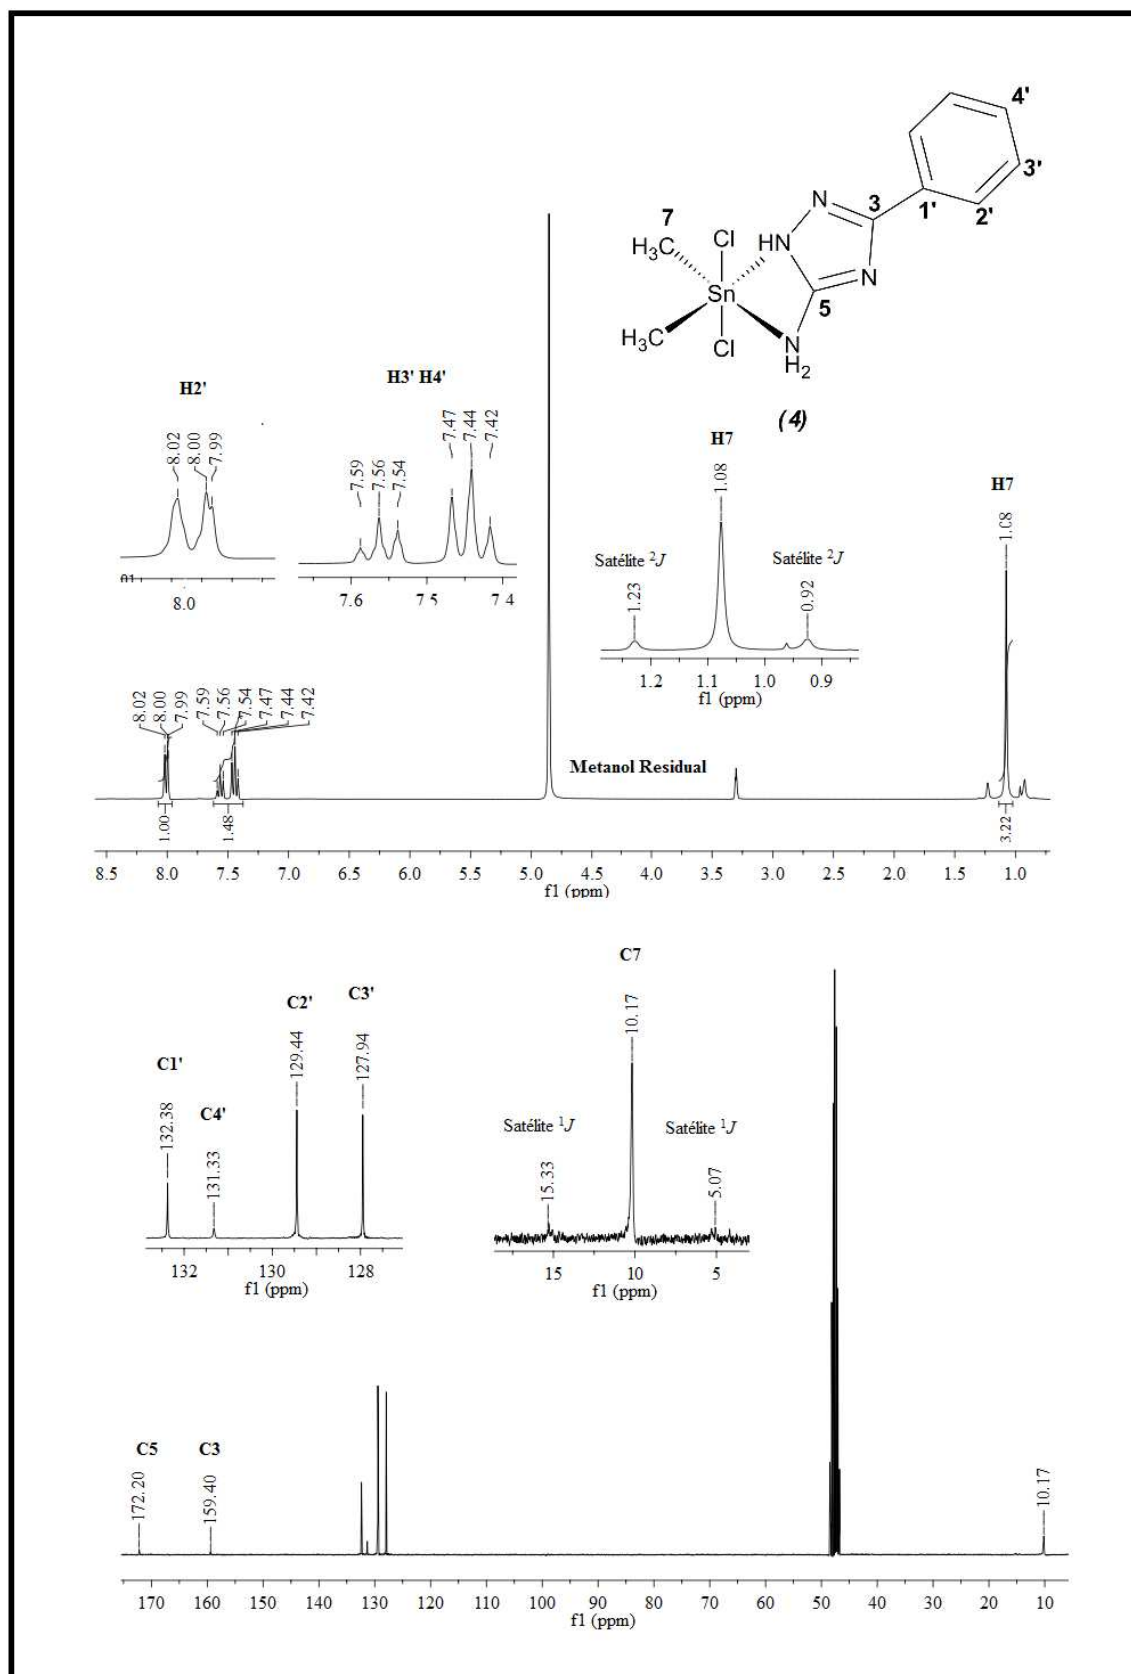 4'
3'
2'
1'
3
N
N
HN
5
NH2
7
H3C
Cl
Sn
H3C
Cl
(4)
H2'
8.02
8.00
7.99
8.0
H3' H4'
7.59
7.56
7.54
7.47
7.44
7.42
7.6
7 5
7 4
H7
1.08
Satélite ²J
1.23
Satélite ²J
0.92
1.2
1.1
1.0
0.9
f1 (ppm)
H7
1.08
8.02
8.00
7.99
7.59
7.56
7.54
7.47
7.44
7.42
Metanol Residual
1.00
1.48
3.22
8.5 8.0 7.5 7.0 6.5 6.0 5.5 5.0 4.5 4.0 3.5 3.0 2.5 2.0 1.5 1.0
f1 (ppm)
C1'
132.38
C4'
131.33
C2'
129.44
C3'
127.94
132 130 128
f1 (ppm)
C7
10.17
Satélite ¹J
15.33
Satélite ¹J
5.07
15 10 5
f1 (ppm)
C5
172.20
C3
159.40
10.17
170 160 150 140 130 120 110 100 90 80 70 60 50 40 30 20 10
f1 (ppm)